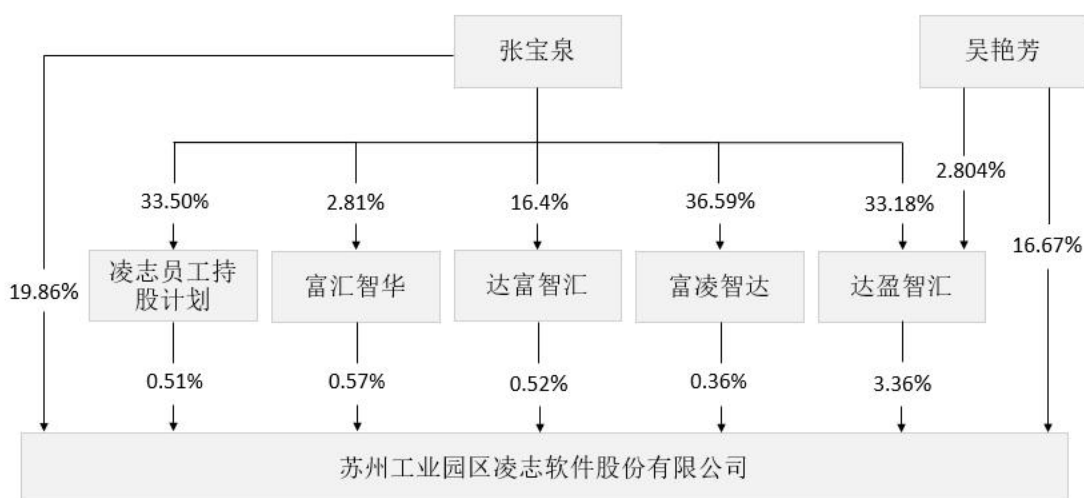 张宝泉
吴艳芳
2.804%
33.50%
2.81%
16.4%
36.59%
33.18%
16.67%
凌志员工持
股计划
富汇智华
达富智汇
富凌智达
达盈智汇
19.86%
0.51%
0.57%
0.52%
0.36%
3.36%
苏州工业园区凌志软件股份有限公司